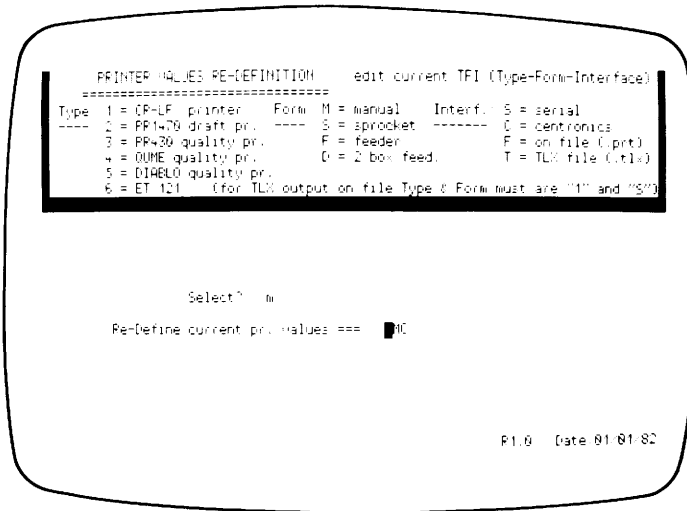 PRINTER VALUES RE-DEFINITION edit current TFI (Type-Form-Interface)
===============================
Type 1 = CR-LF printer Form M = manual Interf.: S = serial
---- 2 = PR1470 draft pr. ---- S = sprocket ------- C = centronics
3 = PR430 quality pr. F = feeder F = on file (.prt)
4 = QUME quality pr. D = 2 box feed. T = TLX file (.tlx)
5 = DIABLO quality pr.
6 = ET 121 (for TLX output on file Type & Form must are "1" and "S")
Select? m
Re-Define current pr. values === MC
R1.0 Date 01/01/82